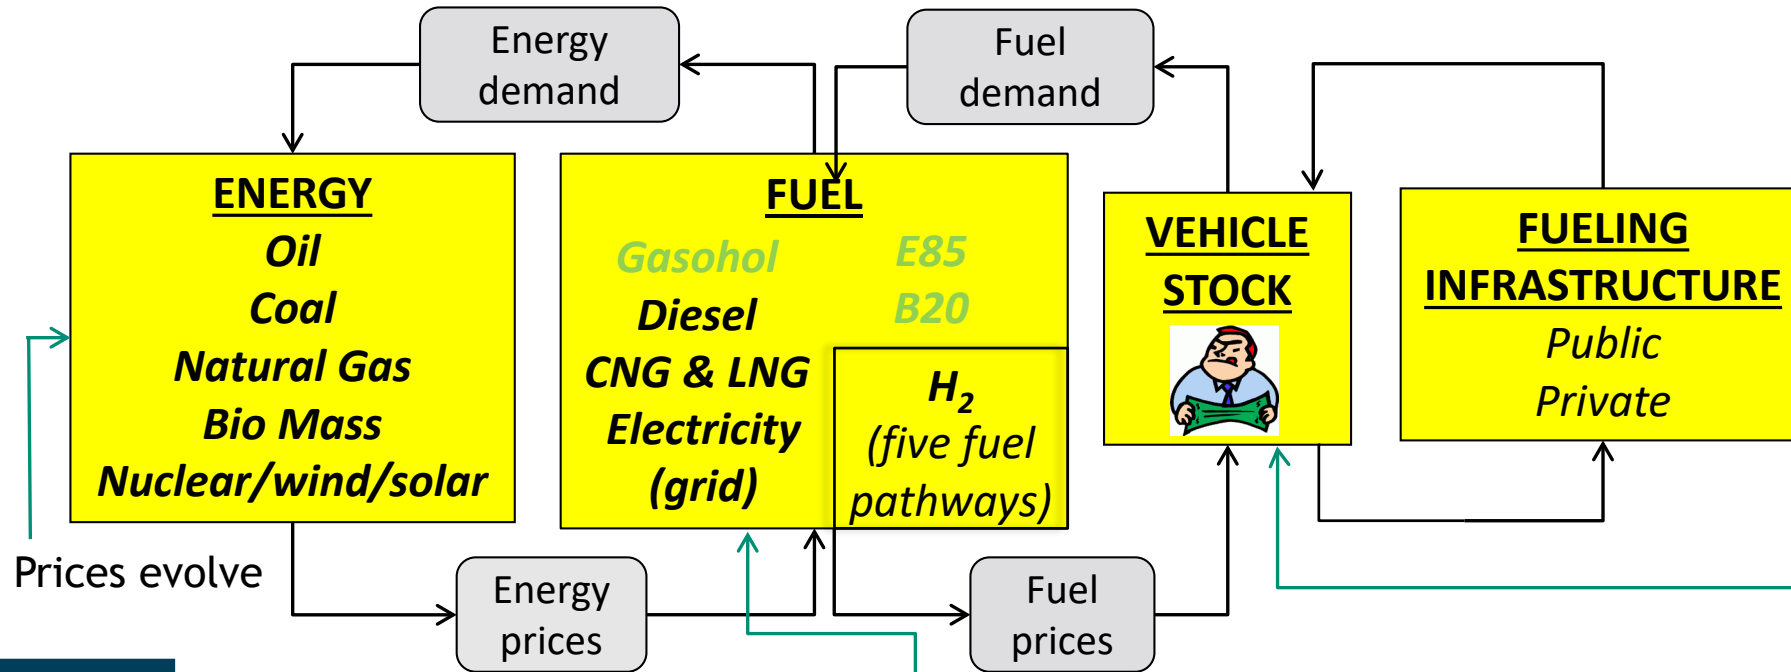 Energy
demand
Fuel
demand
ENERGY
Oil
Coal
Natural Gas
Bio Mass
Nuclear/wind/solar
FUEL
Gasohol
Diesel
CNG & LNG
Electricity
(grid)
E85
B20
H2
(five fuel
pathways)
VEHICLE
STOCK
FUELING
INFRASTRUCTURE
Public
Private
Prices evolve
Energy
prices
Fuel
prices